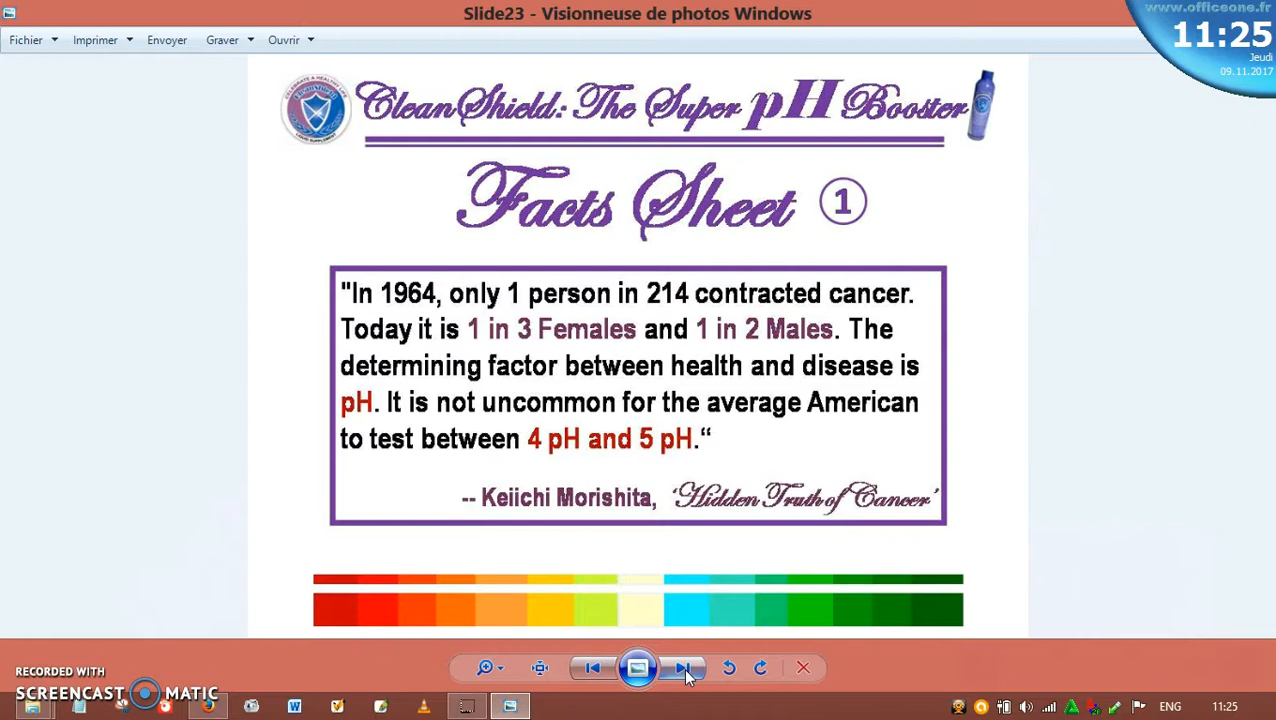 Slide23 - Visionneuse de photos Windows
www.officeone.fr
11:25
Jeudi
09.11.2017
Fichier Imprimer Envoyer Graver Ouvrir
CleanShield: The Super pH Booster
Facts Sheet 1
"In 1964, only 1 person in 214 contracted cancer.
Today it is 1 in 3 Females and 1 in 2 Males. The
determining factor between health and disease is
pH. It is not uncommon for the average American
to test between 4 pH and 5 pH.“
-- Keiichi Morishita, ‘Hidden Truth of Cancer’
RECORDED WITH
SCREENCAST MATIC
ENG 11:25